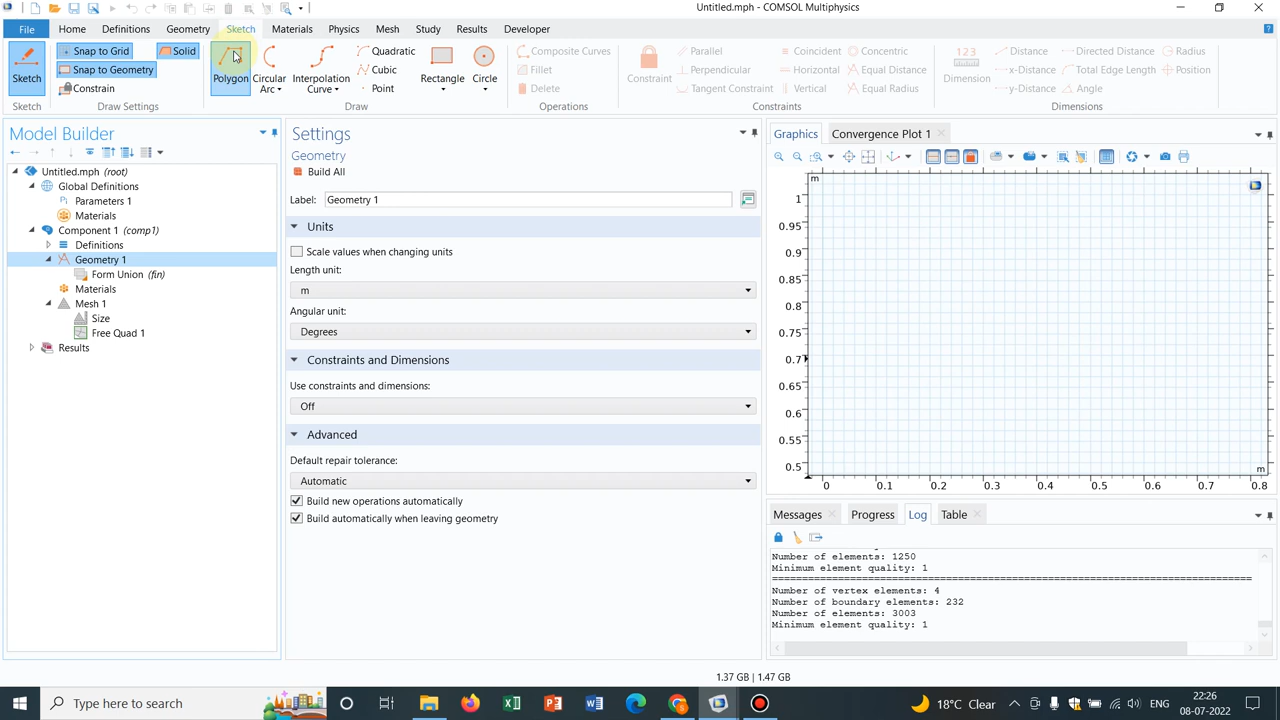 Untitled.mph - COMSOL Multiphysics
File
Home
Definitions
Geometry
Sketch
Materials
Physics
Mesh
Study
Results
Developer
Sketch
Sketch
Snap to Grid
Solid
Snap to Geometry
Constrain
Draw Settings
Polygon
Circular Arc
Interpolation Curve
Quadratic
Cubic
Point
Rectangle
Circle
Draw
Composite Curves
Fillet
Delete
Operations
Constraint
Parallel
Perpendicular
Tangent Constraint
Coincident
Horizontal
Vertical
Concentric
Equal Distance
Equal Radius
Constraints
123
Dimension
Distance
x-Distance
y-Distance
Directed Distance
Total Edge Length
Angle
Radius
Position
Dimensions
Model Builder
Untitled.mph (root)
Global Definitions
Pi Parameters 1
Materials
Component 1 (comp1)
Definitions
Geometry 1
Form Union (fin)
Materials
Mesh 1
Size
Free Quad 1
Results
Settings
Geometry
Build All
Label: Geometry 1
Units
Scale values when changing units
Length unit:
m
Angular unit:
Degrees
Constraints and Dimensions
Use constraints and dimensions:
Off
Advanced
Default repair tolerance:
Automatic
Build new operations automatically
Build automatically when leaving geometry
Graphics
Convergence Plot 1
m
1
0.95
0.9
0.85
0.8
0.75
0.7
0.65
0.6
0.55
0.5
m
0 0.1 0.2 0.3 0.4 0.5 0.6 0.7 0.8
Messages
Progress
Log
Table
Number of elements: 1250
Minimum element quality: 1
Number of vertex elements: 4
Number of boundary elements: 232
Number of elements: 3003
Minimum element quality: 1
1.37 GB | 1.47 GB
Type here to search
18°C Clear
ENG
22:26
08-07-2022